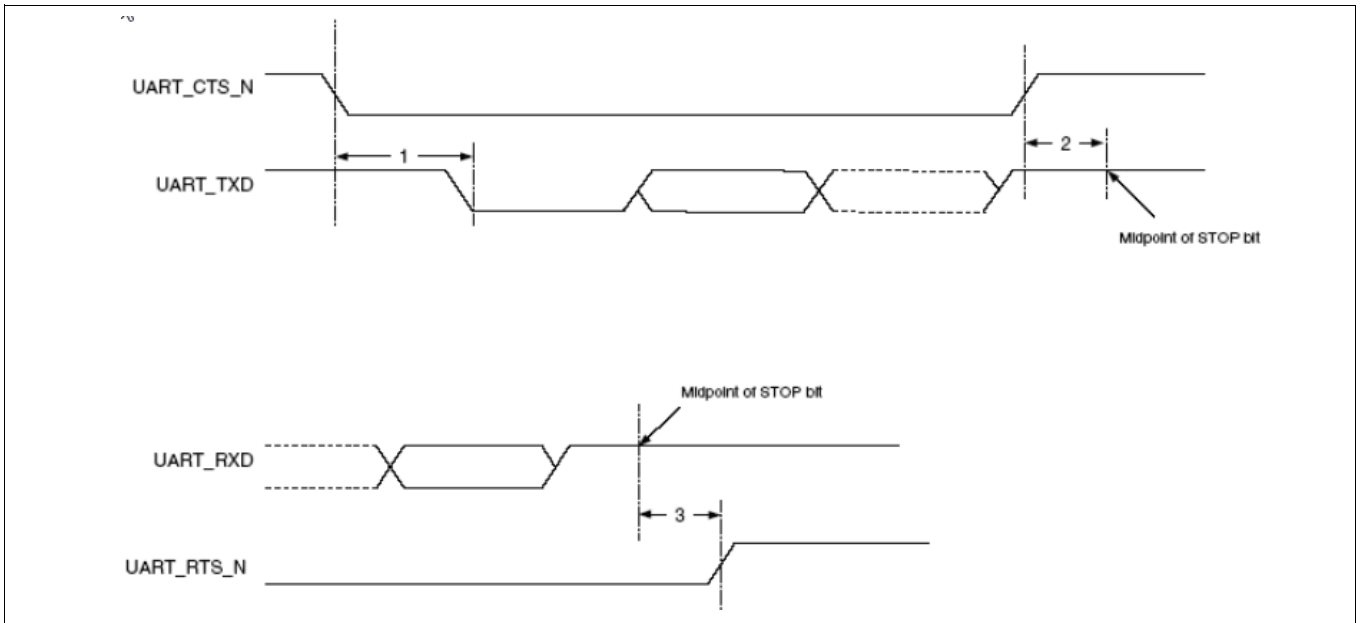 UART_CTS_N
1
2
UART_TXD
Midpoint of STOP bit
Midpoint of STOP bit
UART_RXD
3
UART_RTS_N